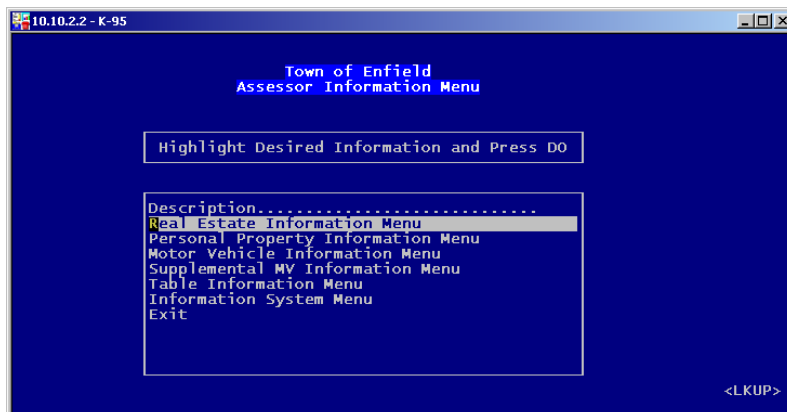 10.10.2.2 - K-95
Town of Enfield
Assessor Information Menu
Highlight Desired Information and Press DO
Description.............................
Real Estate Information Menu
Personal Property Information Menu
Motor Vehicle Information Menu
Supplemental MV Information Menu
Table Information Menu
Information System Menu
Exit
<LKUP>